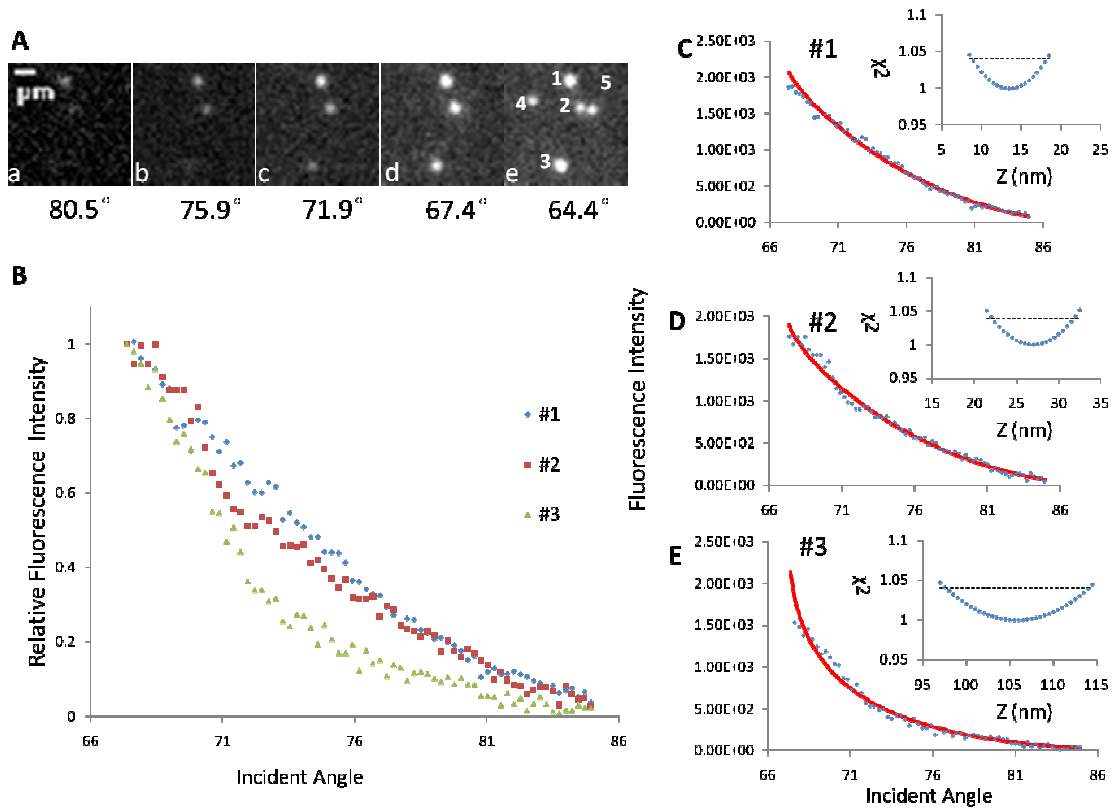 A
µm
a
b
c
d
e
1
2
3
4
5
80.5°
75.9°
71.9°
67.4°
64.4°
B
Relative Fluorescence Intensity
1
0.8
0.6
0.4
0.2
0
66
71
76
81
86
Incident Angle
#1
#2
#3
C
#1
2.50E+03
2.00E+03
1.50E+03
1.00E+03
5.00E+02
0.00E+00
66
71
76
81
86
χ2
1.1
1.05
1
0.95
5
15
25
Z (nm)
D
#2
Fluorescence Intensity
2.00E+03
1.50E+03
1.00E+03
5.00E+02
0.00E+00
66
71
76
81
86
χ2
1.1
1.05
1
0.95
15
20
25
30
35
Z (nm)
E
#3
2.50E+03
2.00E+03
1.50E+03
1.00E+03
5.00E+02
0.00E+00
66
71
76
81
86
Incident Angle
χ2
1.1
1.05
1
0.95
95
100
105
110
115
Z (nm)